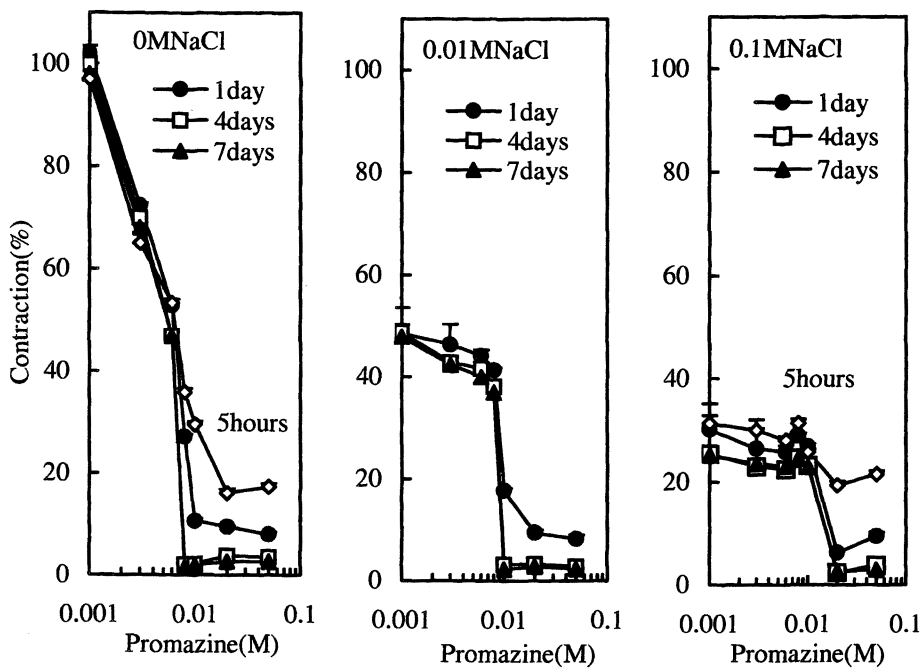 Contraction(%)
0MNaCl
1day
4days
7days
5hours
100
80
60
40
20
0
0.001
0.01
0.1
Promazine(M)
0.01MNaCl
1day
4days
7days
100
80
60
40
20
0
0.001
0.01
0.1
Promazine(M)
0.1MNaCl
1day
4days
7days
5hours
100
80
60
40
20
0
0.001
0.01
0.1
Promazine(M)